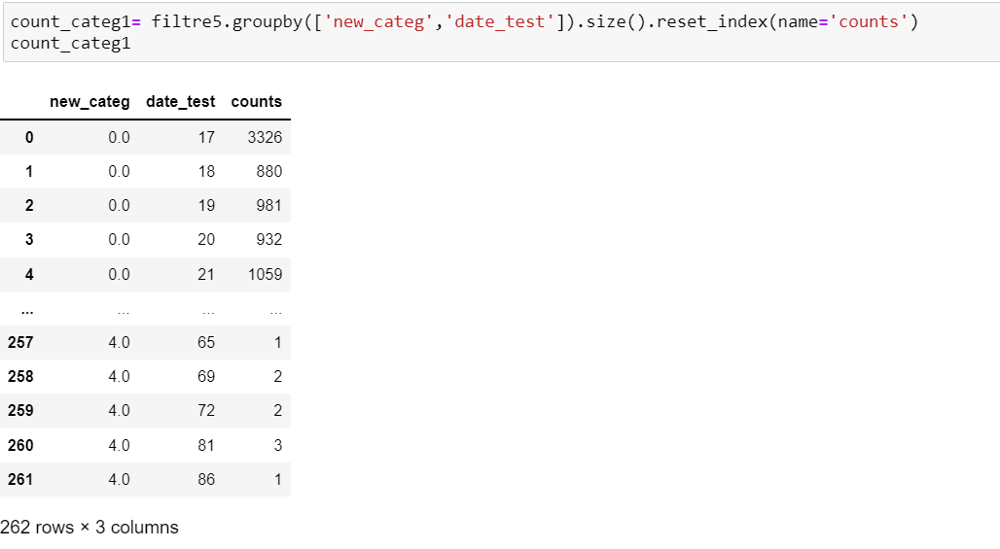 count_categ1= filtre5.groupby(['new_categ','date_test']).size().reset_index(name='counts')
count_categ1
new_categ date_test counts
0 0.0 17 3326
1 0.0 18 880
2 0.0 19 981
3 0.0 20 932
4 0.0 21 1059
... ... ... ...
257 4.0 65 1
258 4.0 69 2
259 4.0 72 2
260 4.0 81 3
261 4.0 86 1
262 rows × 3 columns